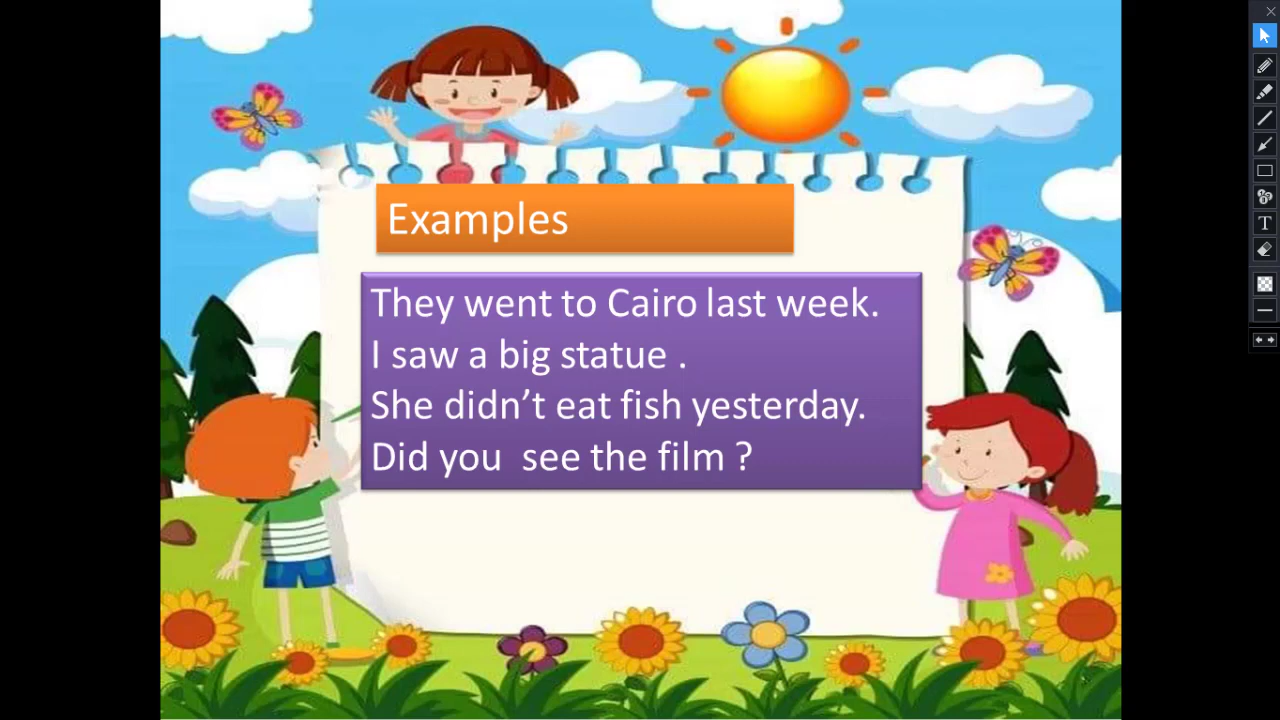 Examples
They went to Cairo last week.
I saw a big statue .
She didn’t eat fish yesterday.
Did you  see the film ?
T